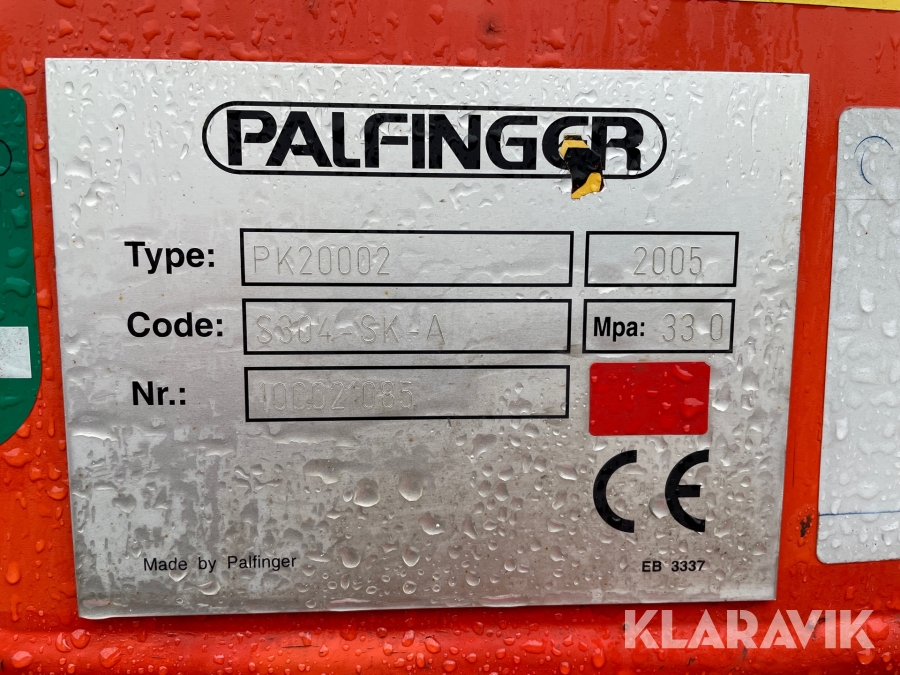 PALFINGER
Type: PK20002 2005
Code: S304-SK-A Mpa: 33.0
Nr.:
CE
Made by Palfinger EB 3337
KLARAVIK